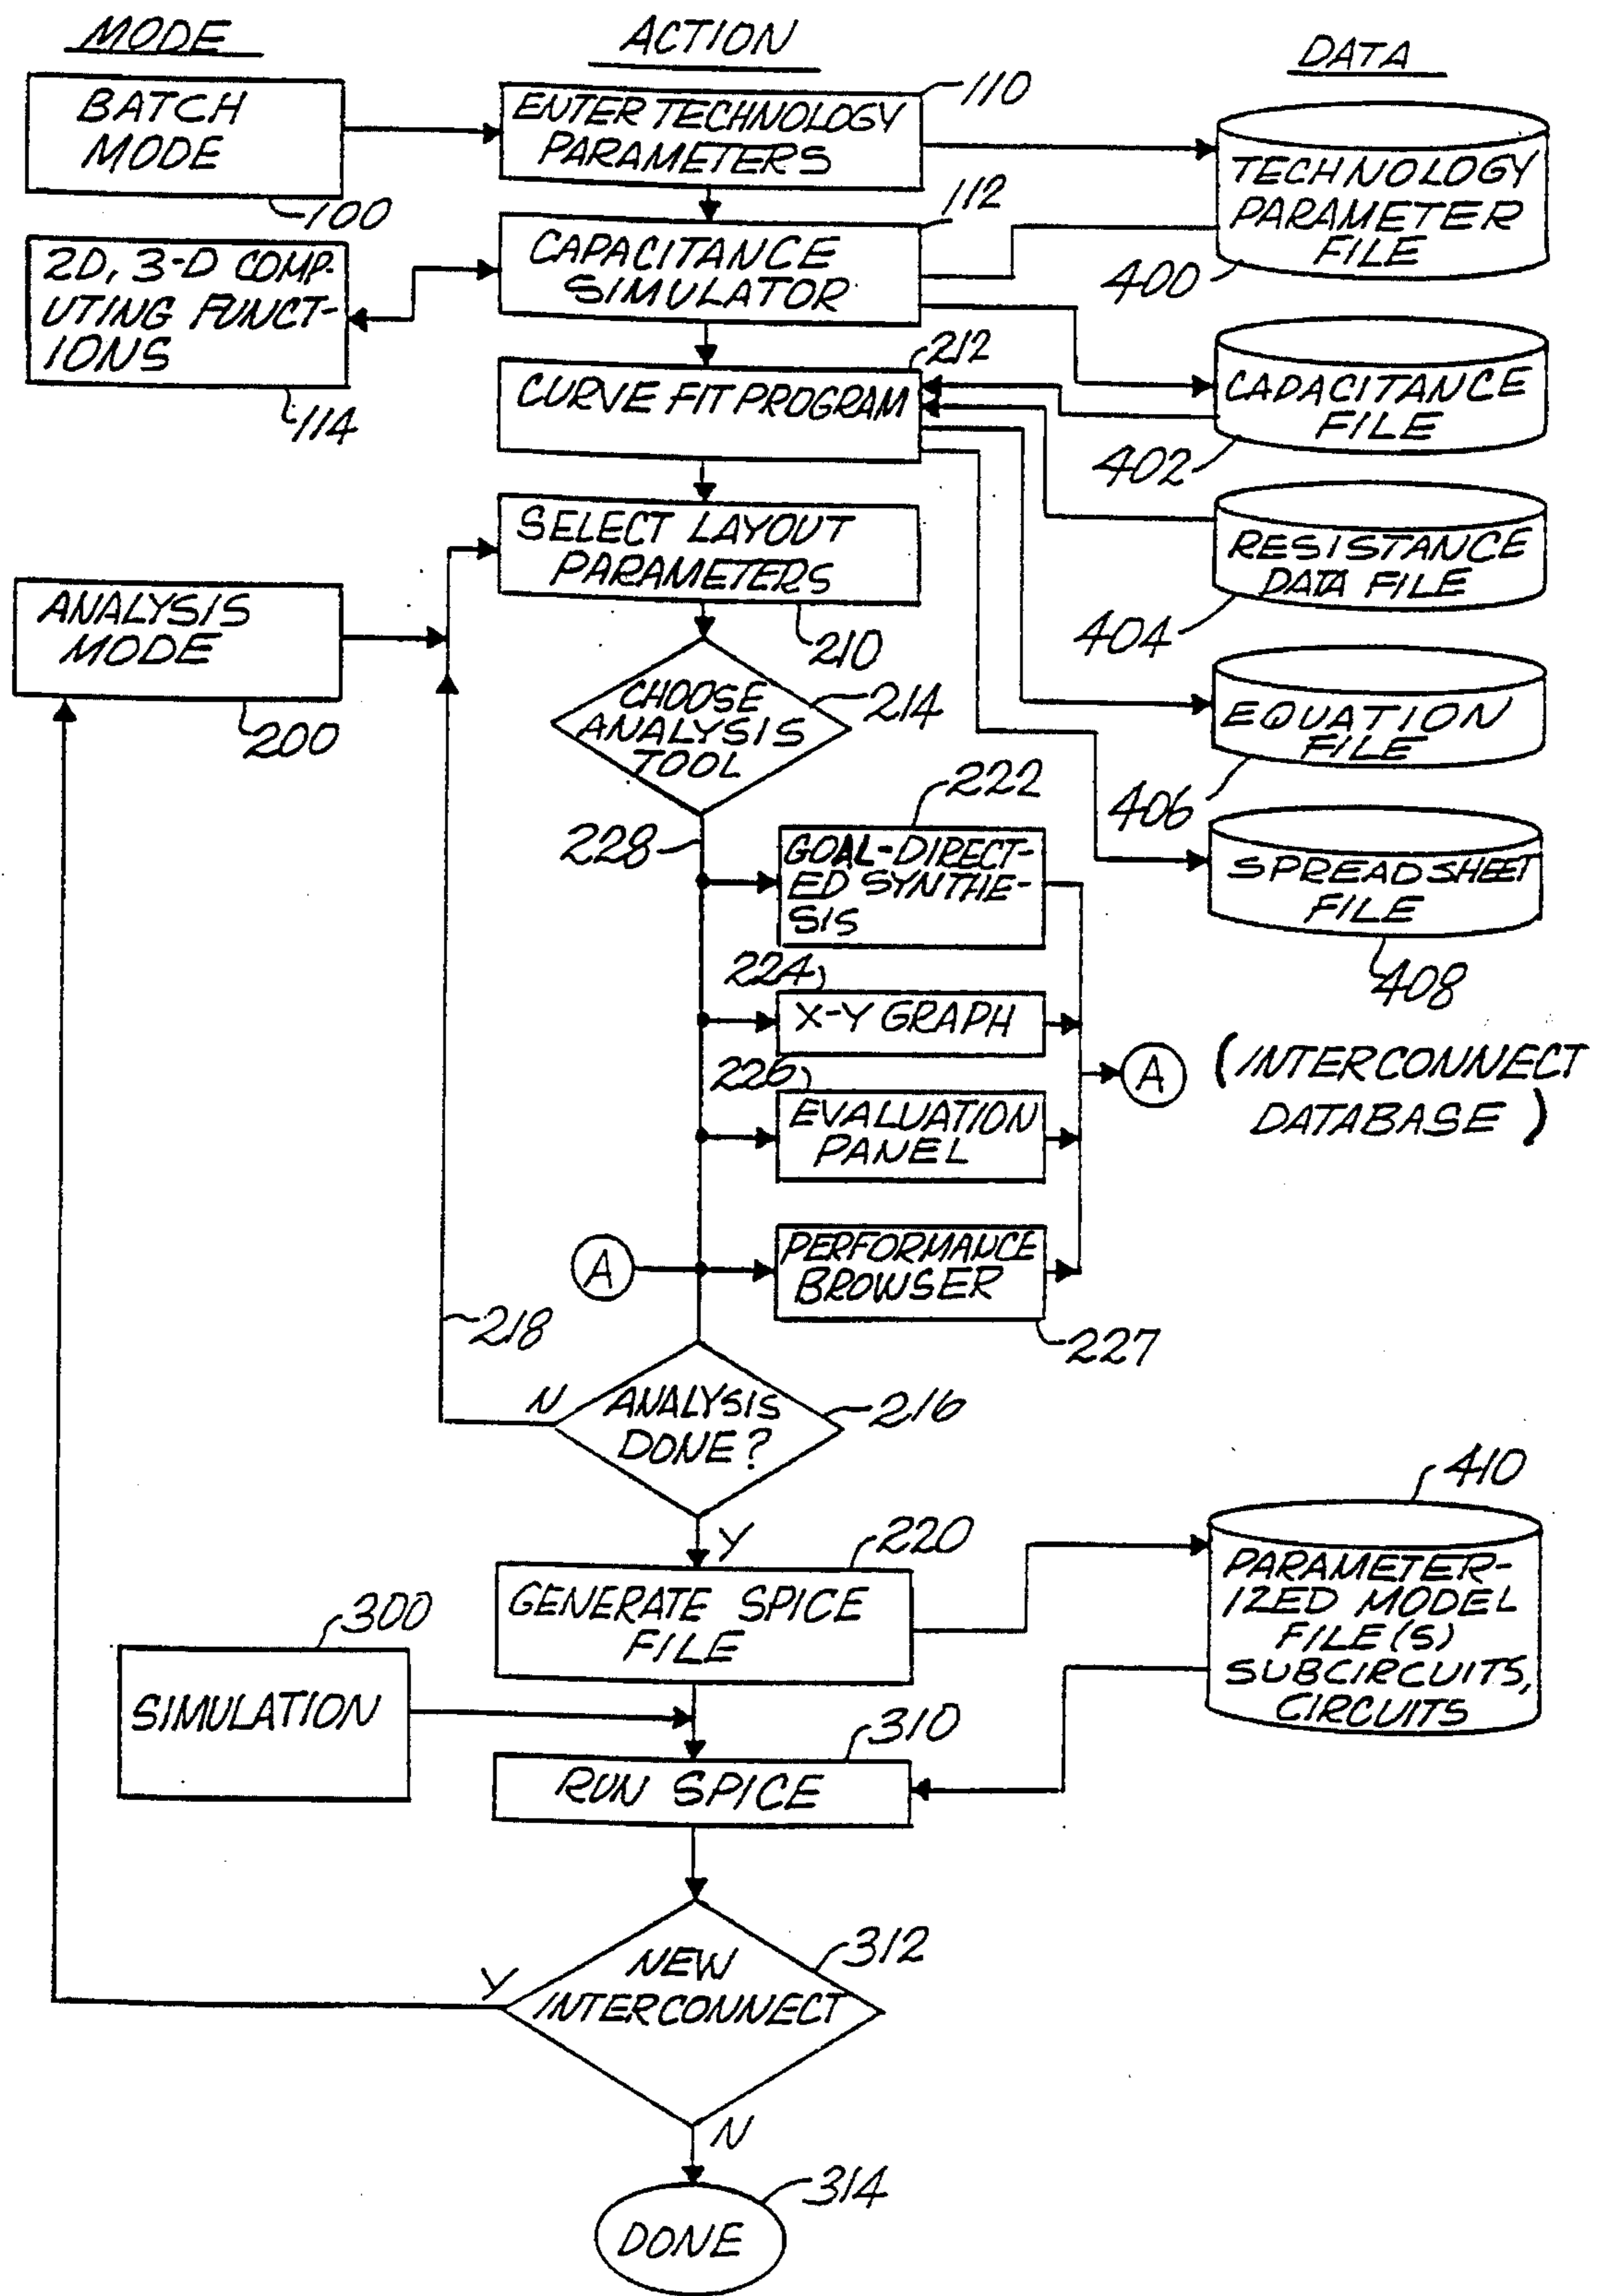 MODE
ACTION
DATA
BATCH
MODE
100
ENTER TECHNOLOGY
PARAMETERS
110
TECHNOLOGY
PARAMETER
FILE
400
2D, 3-D COMP-
UTING FUNCT-
IONS
114
CAPACITANCE
SIMULATOR
112
CAPACITANCE
FILE
402
CURVE FIT PROGRAM
212
RESISTANCE
DATA FILE
404
SELECT LAYOUT
PARAMETERS
210
ANALYSIS
MODE
200
CHOOSE
ANALYSIS
TOOL
214
EQUATION
FILE
406
228
222
GOAL-DIRECT-
ED SYNTHE-
SIS
SPREADSHEET
FILE
408
224
X-Y GRAPH
226
EVALUATION
PANEL
A
(INTERCONNECT
DATABASE)
A
PERFORMANCE
BROWSER
227
218
N
ANALYSIS
DONE?
216
Y
220
GENERATE SPICE
FILE
410
PARAMETER-
IZED MODEL
FILE(S)
SUBCIRCUITS,
CIRCUITS
300
SIMULATION
310
RUN SPICE
Y
NEW
INTERCONNECT
312
N
314
DONE